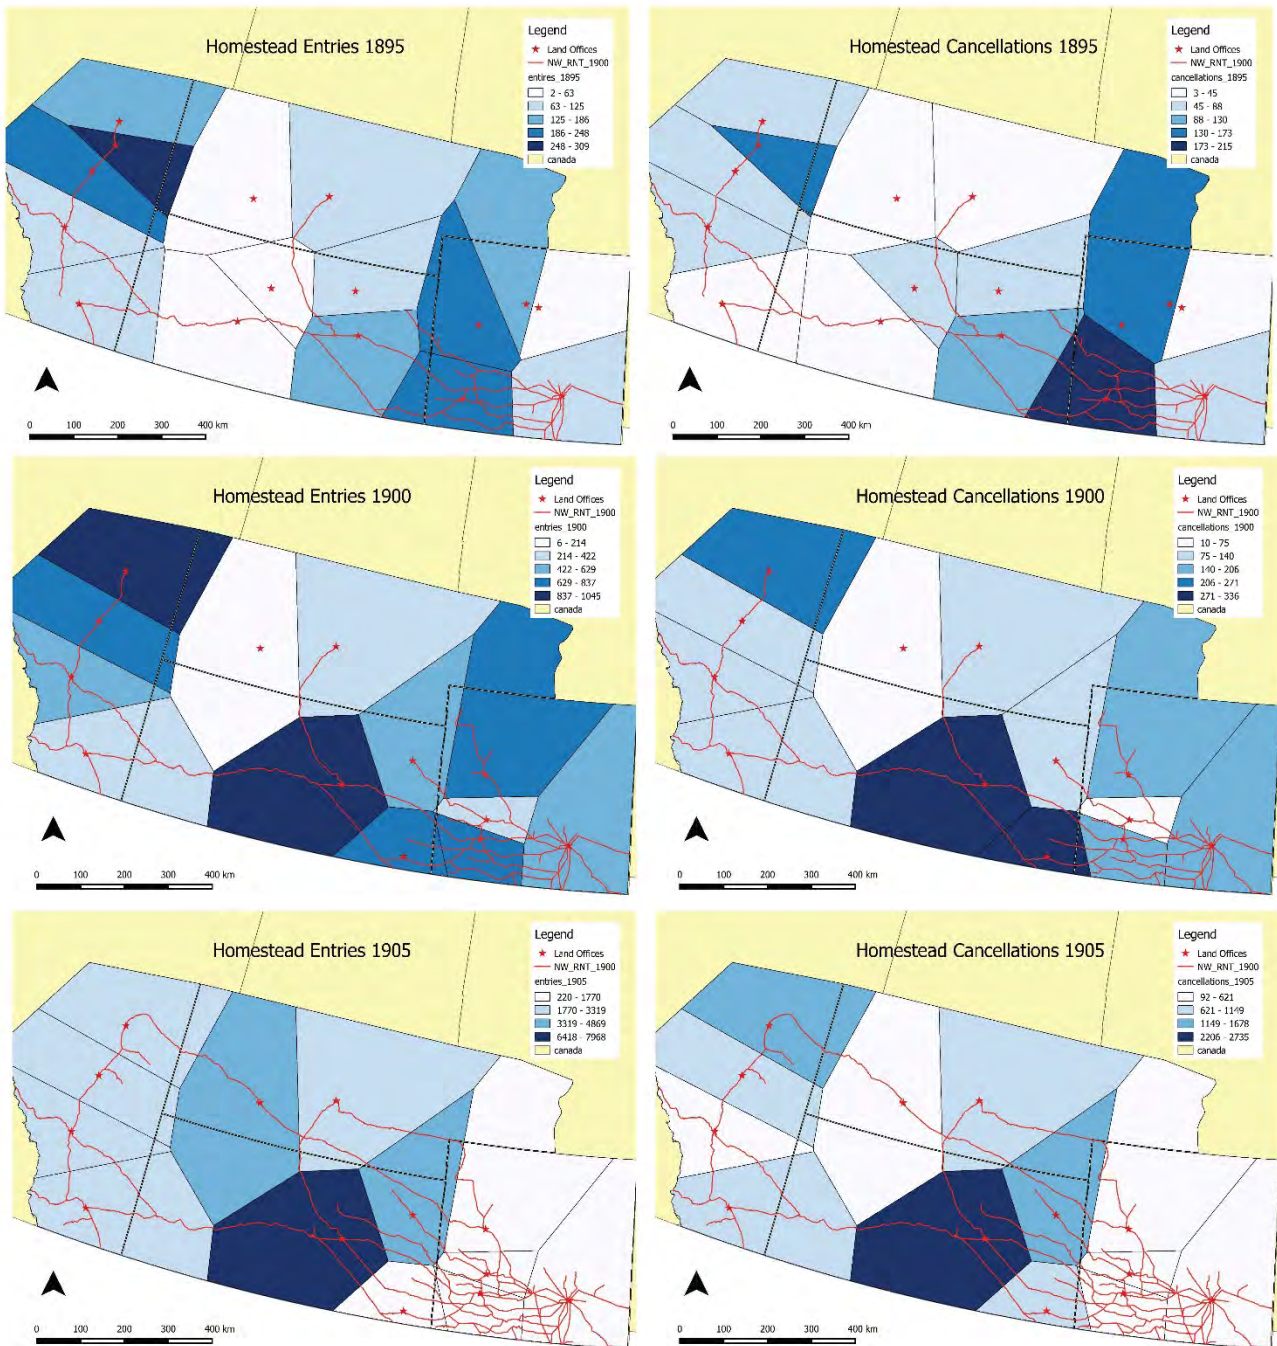 Homestead Entries 1895
Legend
Land Offices
NW_RNT_1900
entires_1895
2 - 63
63 - 125
125 - 186
186 - 248
248 - 309
canada
0 100 200 300 400 km
Homestead Cancellations 1895
Legend
Land Offices
NW_RNT_1900
cancellations_1895
3 - 45
45 - 88
88 - 130
130 - 173
173 - 215
canada
0 100 200 300 400 km
Homestead Entries 1900
Legend
Land Offices
NW_RNT_1900
entries_1900
6 - 214
214 - 422
422 - 629
629 - 837
837 - 1045
canada
0 100 200 300 400 km
Homestead Cancellations 1900
Legend
Land Offices
NW_RNT_1900
cancellations_1900
10 - 75
75 - 140
140 - 206
206 - 271
271 - 336
canada
0 100 200 300 400 km
Homestead Entries 1905
Legend
Land Offices
NW_RNT_1900
entries_1905
220 - 1770
1770 - 3319
3319 - 4869
6418 - 7968
canada
0 100 200 300 400 km
Homestead Cancellations 1905
Legend
Land Offices
NW_RNT_1900
cancellations_1905
92 - 621
621 - 1149
1149 - 1678
2206 - 2735
canada
0 100 200 300 400 km